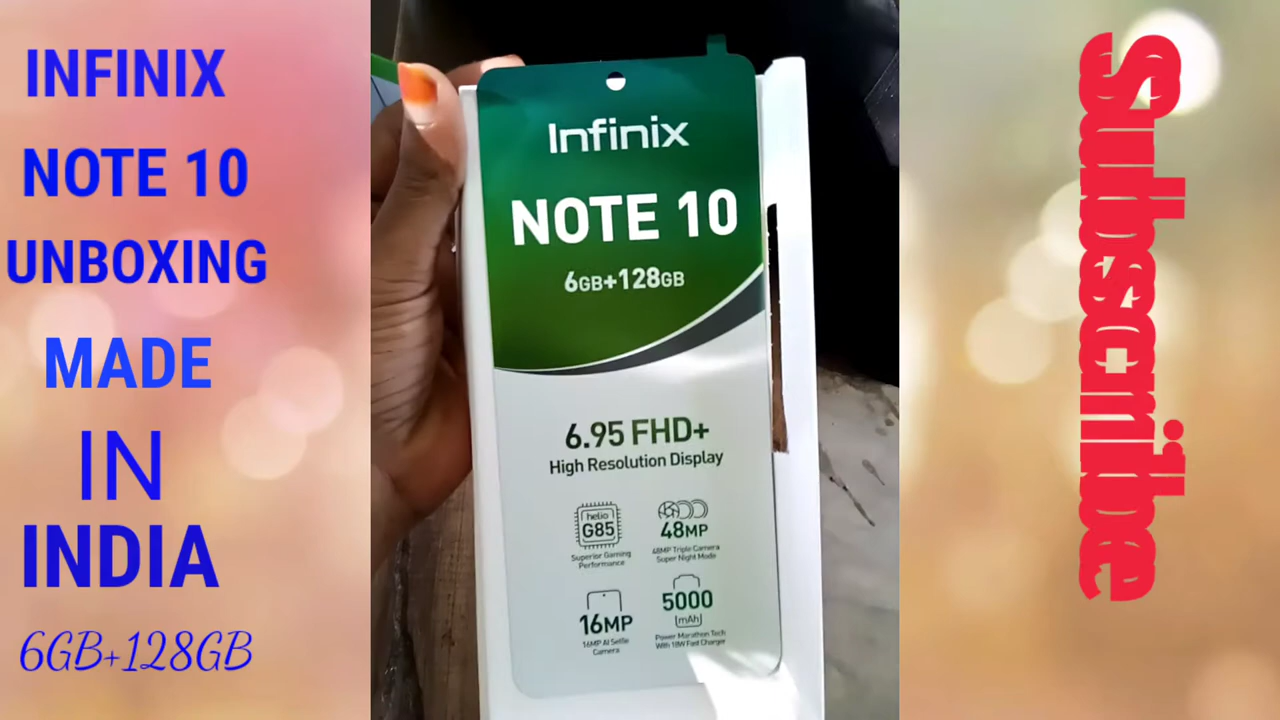 INFINIX
NOTE 10
UNBOXING
MADE
IN
INDIA
6GB+128GB
Infinix
NOTE 10
6GB+128GB
6.95 FHD+
High Resolution Display
helio
G85
Superior Gaming
Performance
48MP
48MP Triple Camera
Super Night Mode
16MP
16MP AI Selfie
Camera
5000
[mAh]
Power Marathon Tech
With 18W Fast Charger
Subscribe